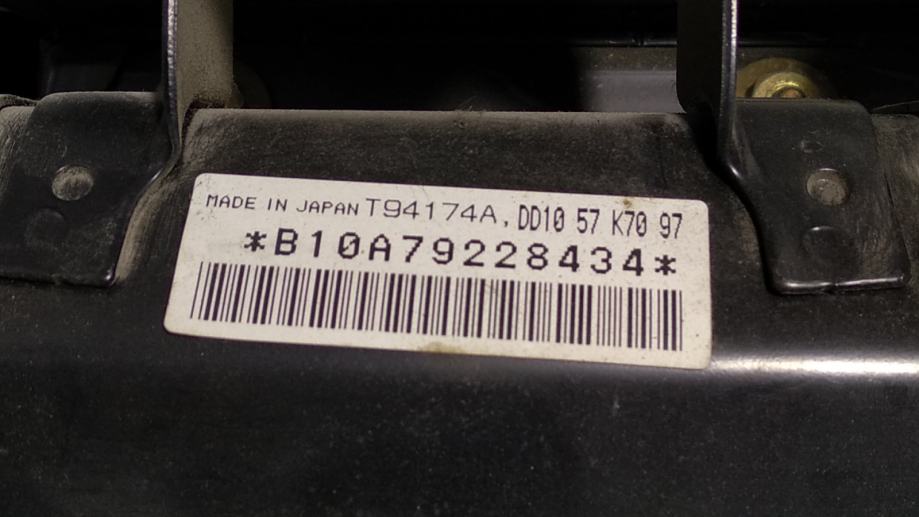 MADE IN JAPAN T94174A, DD10 57 K70 97
*B10A79228434*